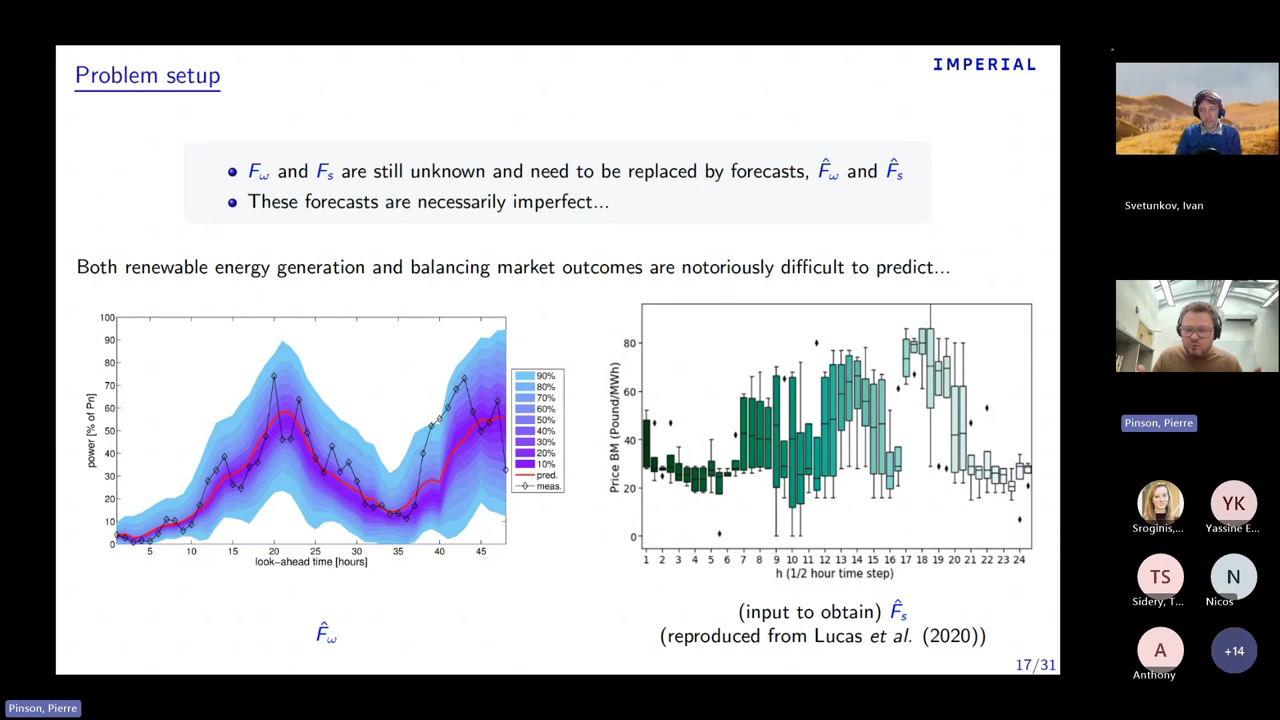 Problem setup
IMPERIAL
F_ω and F_s are still unknown and need to be replaced by forecasts, F̂_ω and F̂_s
These forecasts are necessarily imperfect...
Both renewable energy generation and balancing market outcomes are notoriously difficult to predict...
power [% of Pn]
100
90
80
70
60
50
40
30
20
10
0
5 10 15 20 25 30 35 40 45
look-ahead time [hours]
90%
80%
70%
60%
50%
40%
30%
20%
10%
pred.
meas.
F̂_ω
Price BM (Pound/MWh)
80
60
40
20
0
1 2 3 4 5 6 7 8 9 10 11 12 13 14 15 16 17 18 19 20 21 22 23 24
h (1/2 hour time step)
(input to obtain) F̂_s
(reproduced from Lucas et al. (2020))
17/31
Svetunkov, Ivan
Pinson, Pierre
YK
Sroginis,...
Yassine E...
TS
N
Sidery, T...
Nicos
A
+14
Anthony
Pinson, Pierre